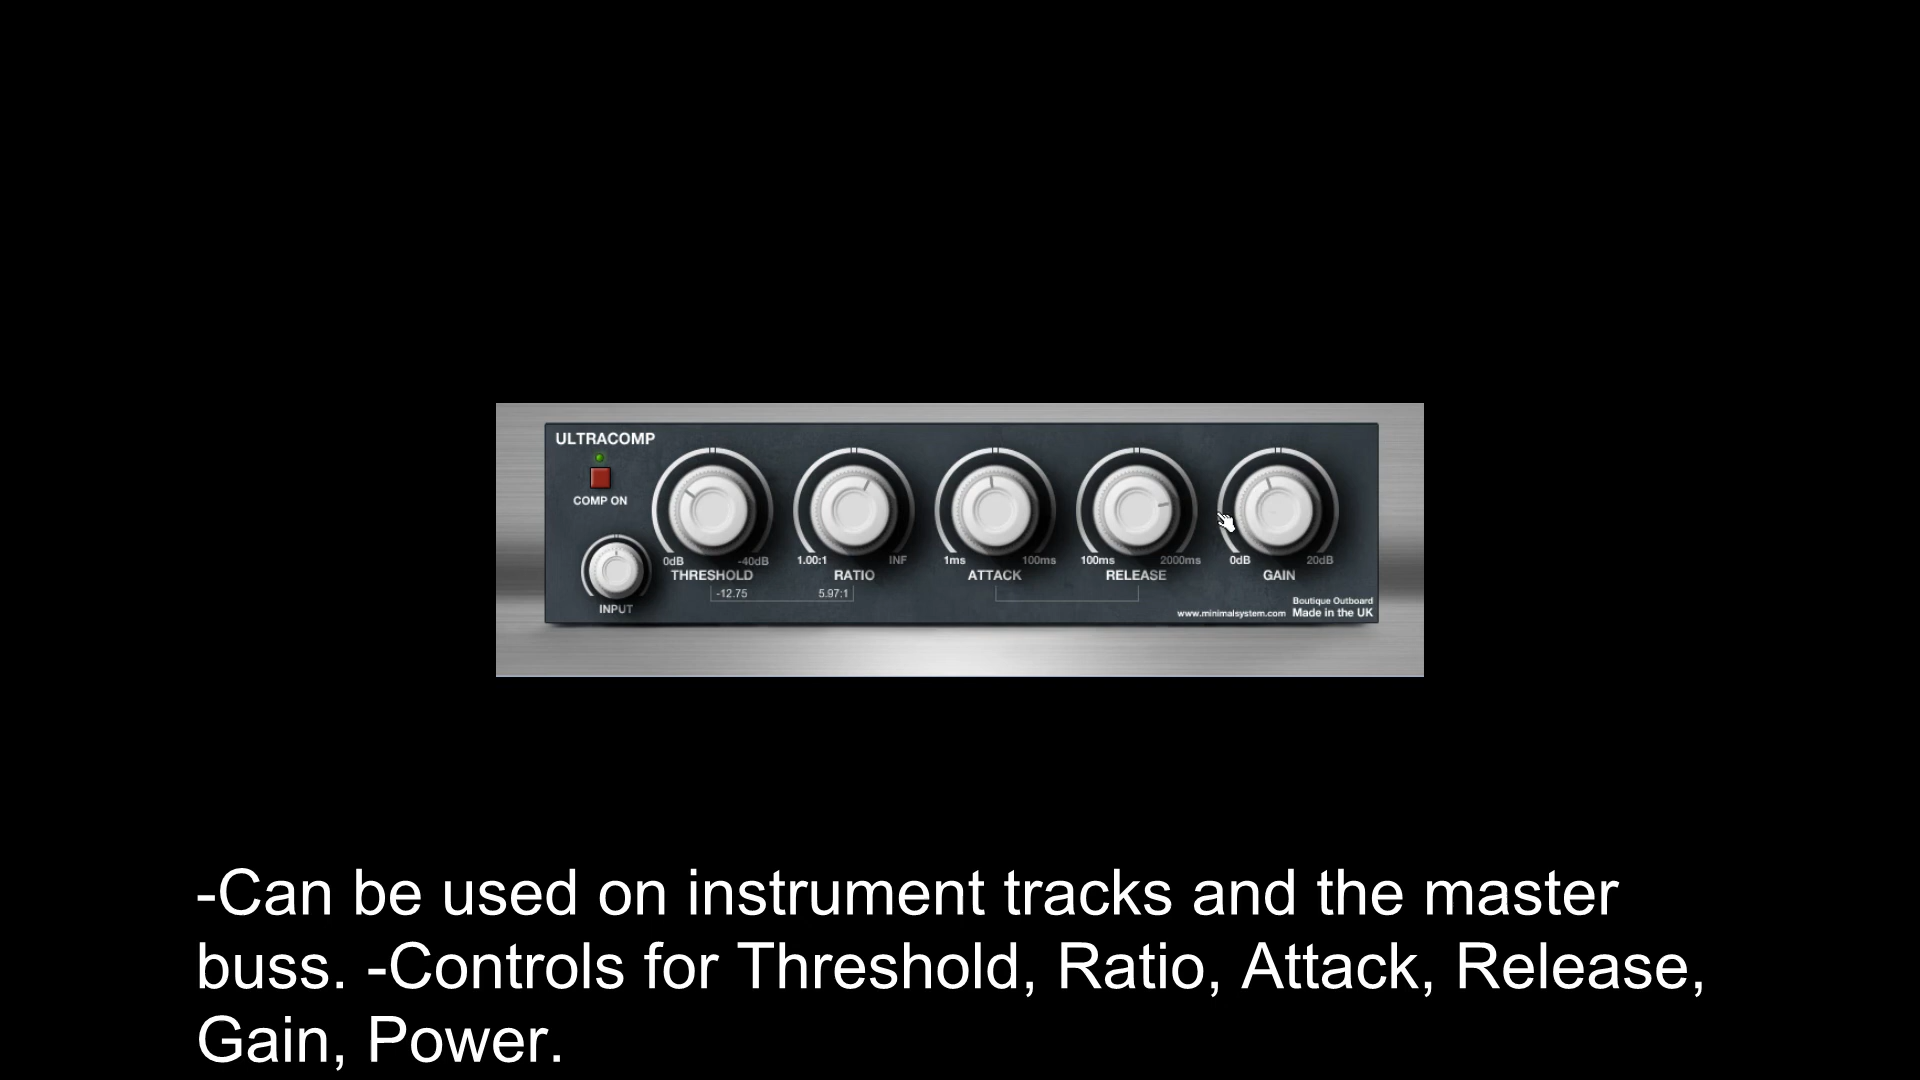 ULTRACOMP
COMP ON
INPUT
0dB -40dB
THRESHOLD
-12.75
1.00:1 INF
RATIO
5.97:1
1ms 100ms
ATTACK
100ms 2000ms
RELEASE
0dB 20dB
GAIN
Boutique Outboard
www.minimalsystem.com Made in the UK
-Can be used on instrument tracks and the master
buss. -Controls for Threshold, Ratio, Attack, Release,
Gain, Power.